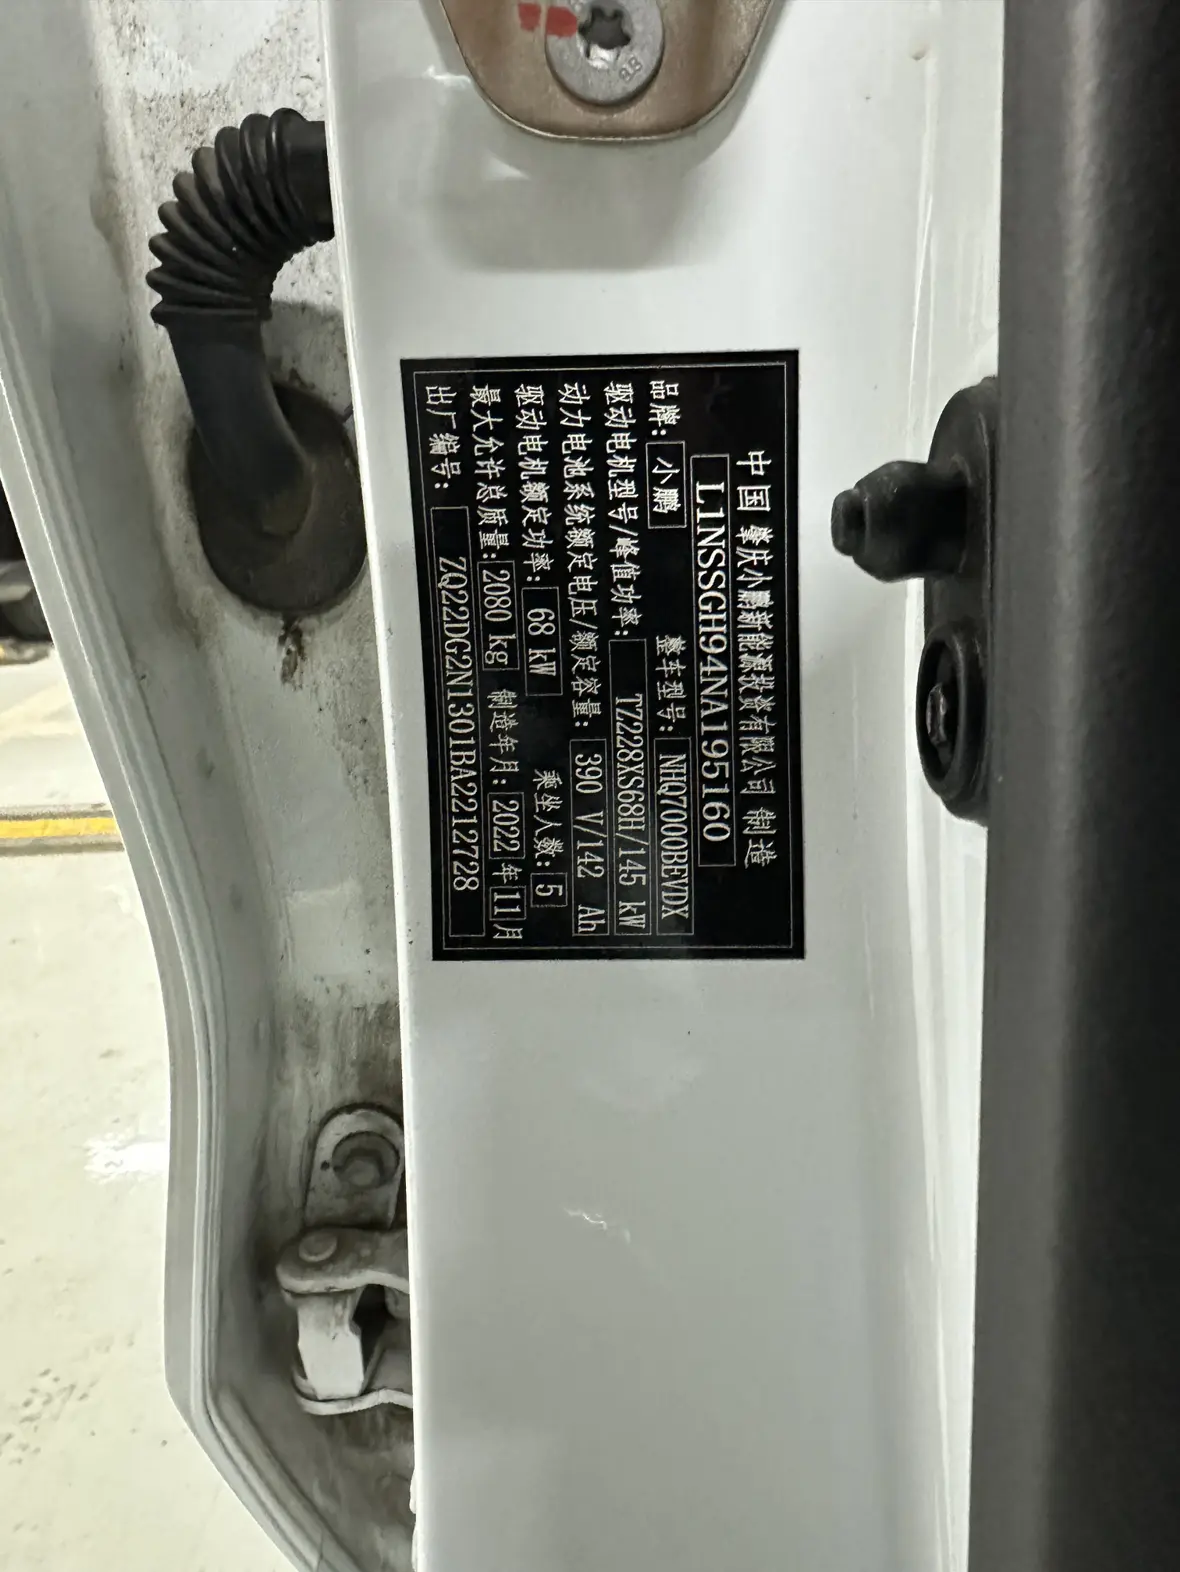 8.8
中国 肇庆小鹏新能源投资有限公司 制造
L1NSSGH94NA195160
品牌: 小鹏 整车型号: NHQ7000BEVDX
驱动电机型号/峰值功率: TZ228XS68H/145 kW
动力电池系统额定电压/额定容量: 390 V/142 Ah
驱动电机额定功率: 68 kW 乘坐人数: 5
最大允许总质量: 2080 kg 制造年月: 2022 年 11 月
出厂编号: ZQ22DG2N1301BA2212728